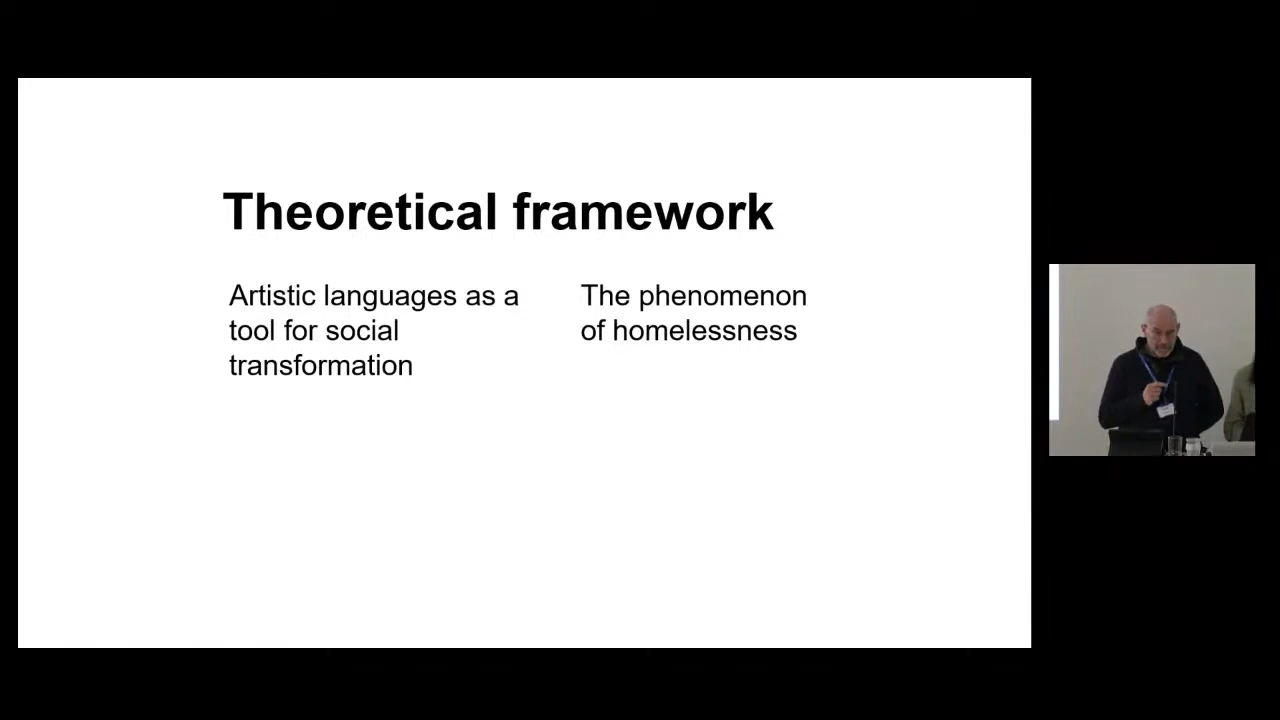 Theoretical framework
Artistic languages as a
tool for social
transformation
The phenomenon
of homelessness